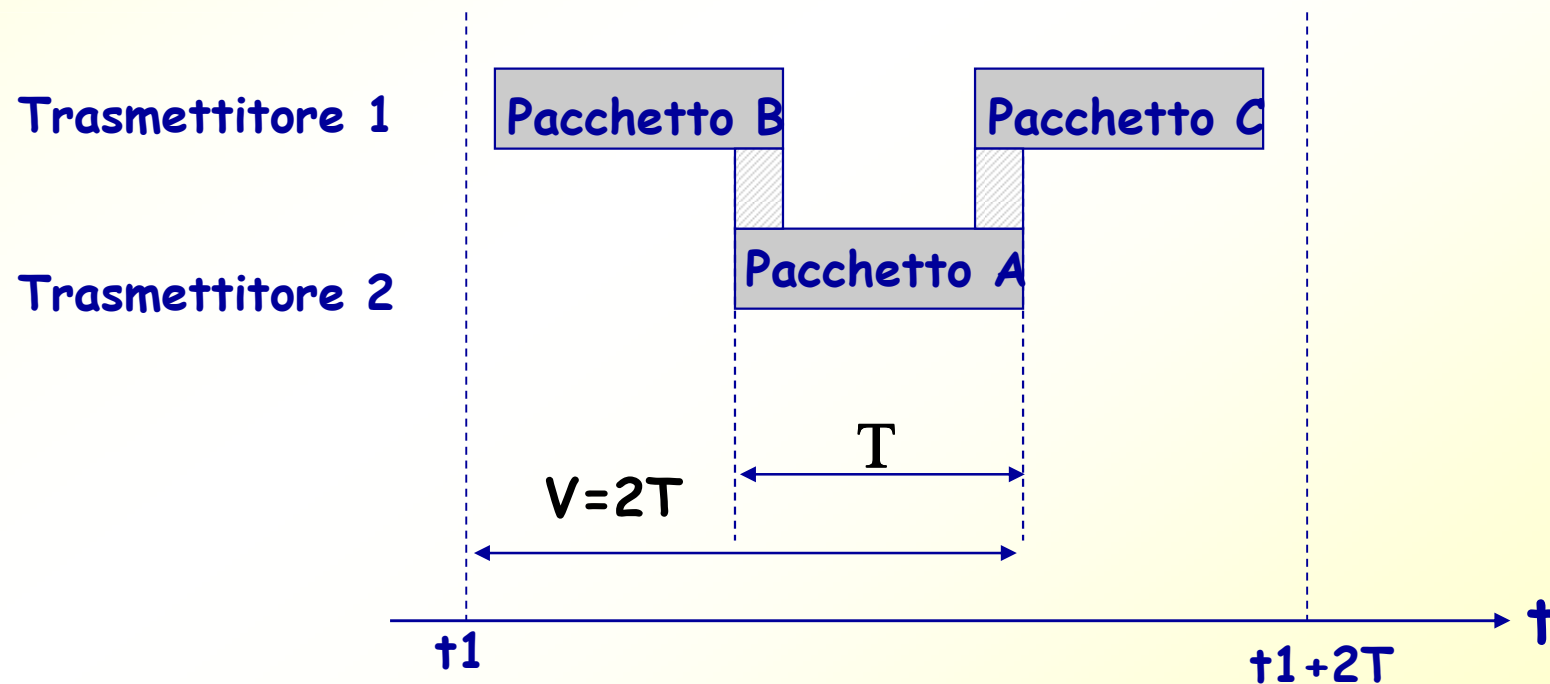 Trasmettitore 1
Pacchetto B
Pacchetto C
Trasmettitore 2
Pacchetto A
T
V=2T
t
t1
t1+2T